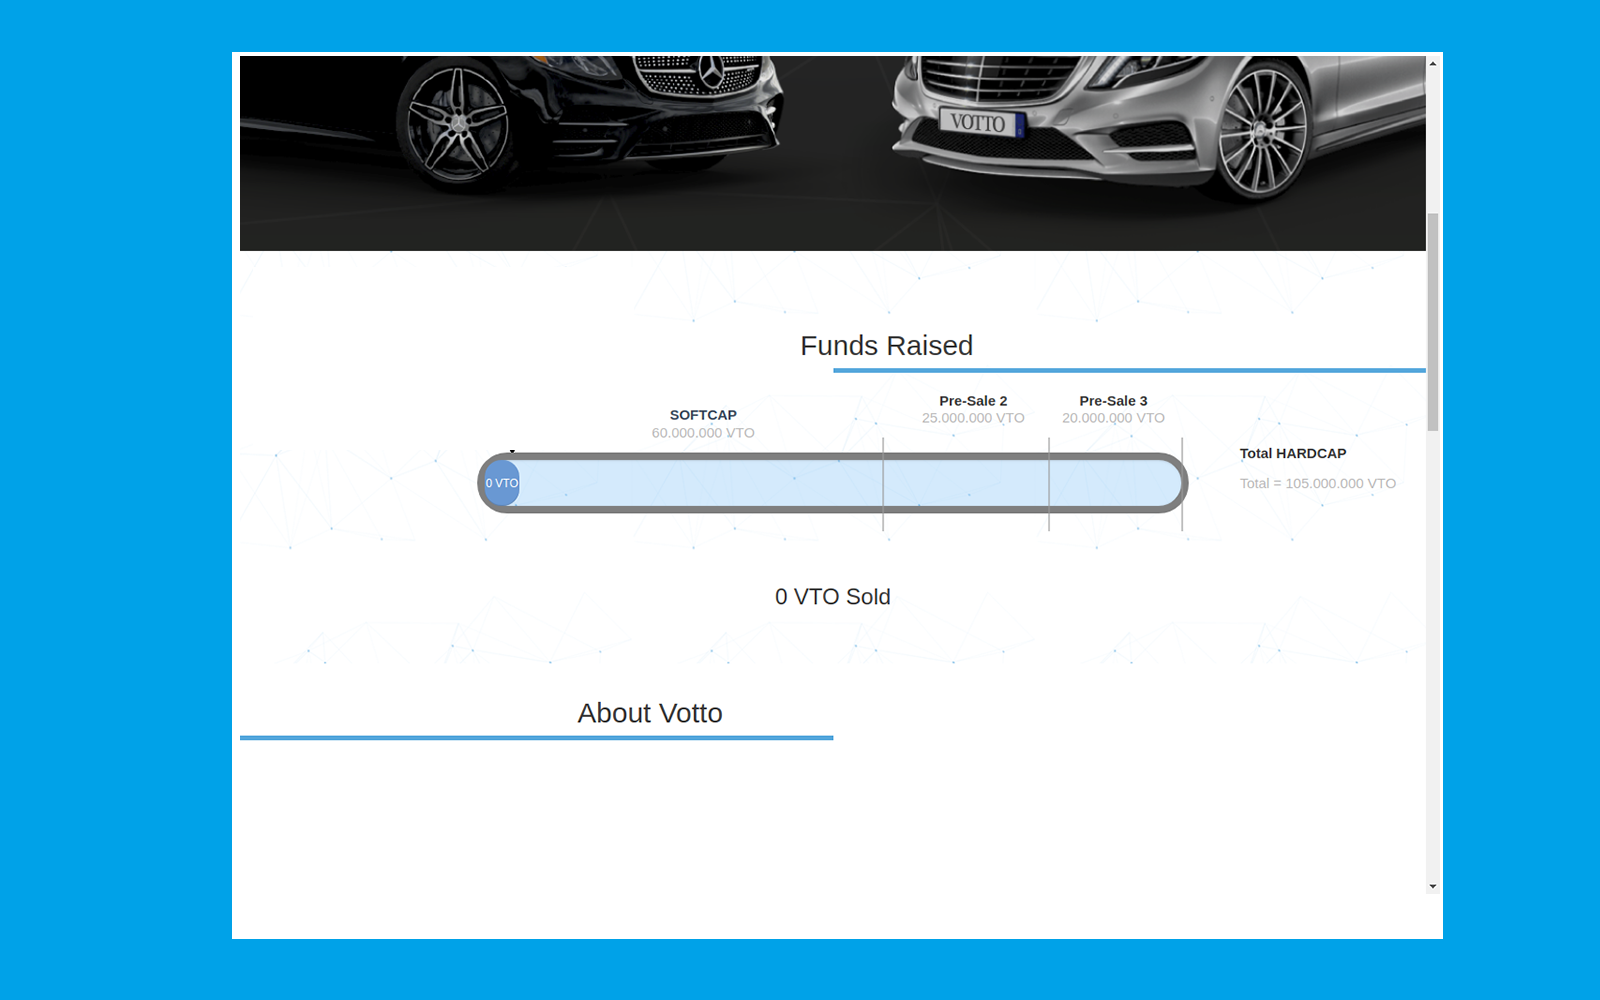 VOTTO
Funds Raised
SOFTCAP
60.000.000 VTO
Pre-Sale 2
25.000.000 VTO
Pre-Sale 3
20.000.000 VTO
0 VTO
Total HARDCAP
Total = 105.000.000 VTO
0 VTO Sold
About Votto